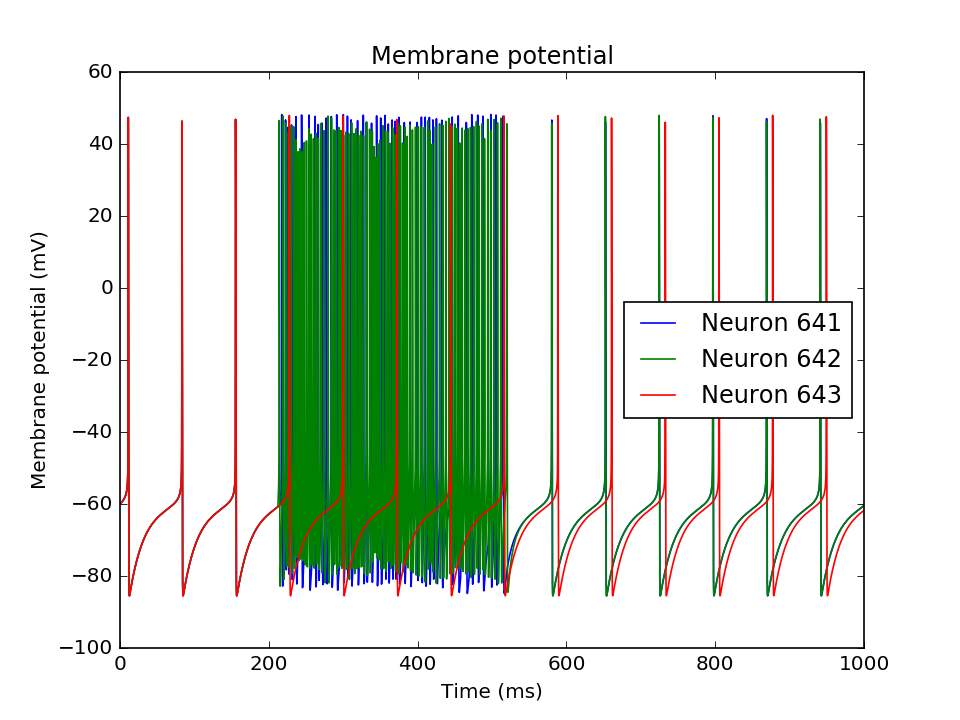 Membrane potential
60
40
20
0
−20
−40
−60
−80
−100
Membrane potential (mV)
Neuron 641
Neuron 642
Neuron 643
0 200 400 600 800 1000
Time (ms)